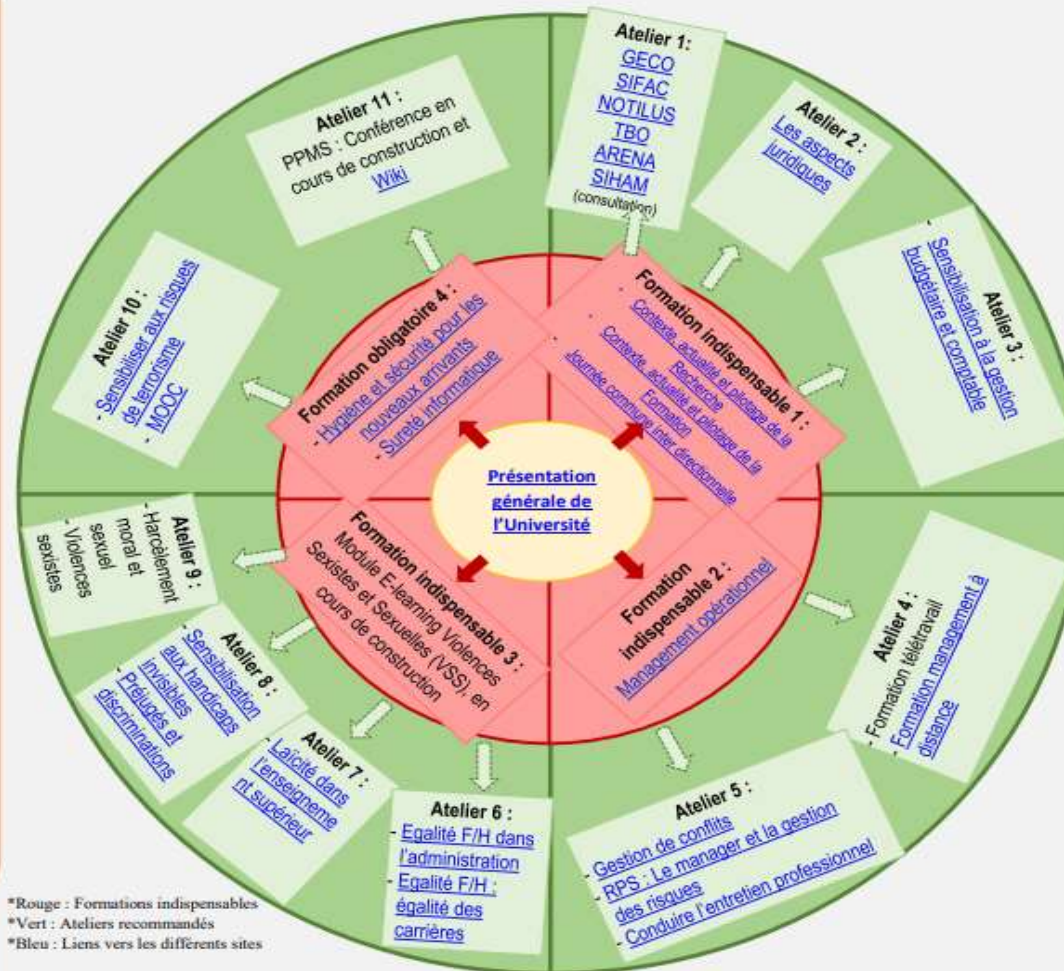 Atelier 1:
GECO
SIFAC
NOTILUS
TBO
ARENA
SIHAM
(consultation)
Atelier 2 :
Les aspects
juridiques
Atelier 3 :
- Sensibilisation à la gestion
budgétaire et comptable
Atelier 4 :
- Formation télétravail
- Formation management à
distance
Atelier 5 :
- Gestion de conflits
- RPS : Le manager et la gestion
des risques
- Conduire l'entretien professionnel
Atelier 6 :
- Egalité F/H dans
l'administration
- Egalité F/H :
égalité des
carrières
Atelier 7 :
Laïcité dans
l'enseigneme
nt supérieur
Atelier 8 :
- Sensibilisation
aux handicaps
invisibles
- Préjugés et
discriminations
Atelier 9 :
- Harcèlement
moral et
sexuel
- Violences
sexistes
Atelier 10 :
- Sensibiliser aux risques
de terrorisme
- MOOC
Atelier 11 :
PPMS : Conférence en
cours de construction et
Wiki
Formation obligatoire 4 :
- Hygiène et sécurité pour les
nouveaux arrivants
- Sureté informatique
Formation indispensable 1 :
- Contexte, actualité et pilotage de la
Recherche
- Contexte, actualité et pilotage de la
Formation
- Journée commune inter directionnelle
Présentation
générale de
l'Université
Formation indispensable 3 :
Module E-learning Violences
Sexistes et Sexuelles (VSS), en
cours de construction
Formation
indispensable 2 :
Management opérationnel
*Rouge : Formations indispensables
*Vert : Ateliers recommandés
*Bleu : Liens vers les différents sites